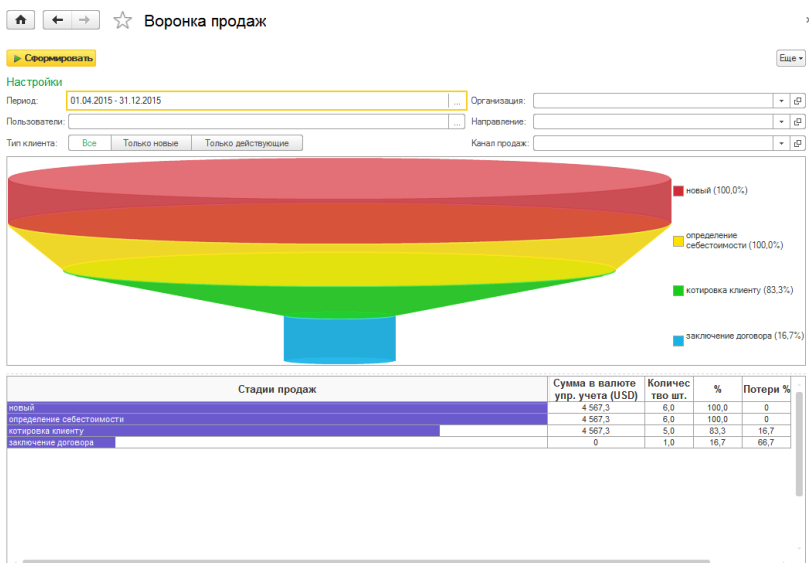 Воронка продаж
Сформировать
Еще
Настройки
Период: 01.04.2015 - 31.12.2015 ... Организация:
Пользователи: ... Направление:
Тип клиента: Все Только новые Только действующие Канал продаж:
новый (100,0%)
определение
себестоимости (100,0%)
котировка клиенту (83,3%)
заключение договора (16,7%)
Стадии продаж Сумма в валюте упр. учета (USD) Количес тво шт. % Потери %
новый 4 567,3 6,0 100,0 0
определение себестоимости 4 567,3 6,0 100,0 0
котировка клиенту 4 567,3 5,0 83,3 16,7
заключение договора 0 1,0 16,7 66,7